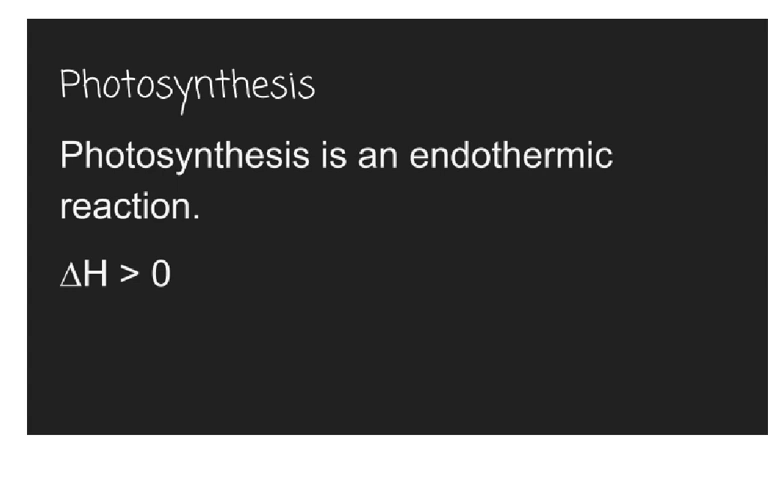 Photosynthesis
Photosynthesis is an endothermic
reaction.
ΔH > 0